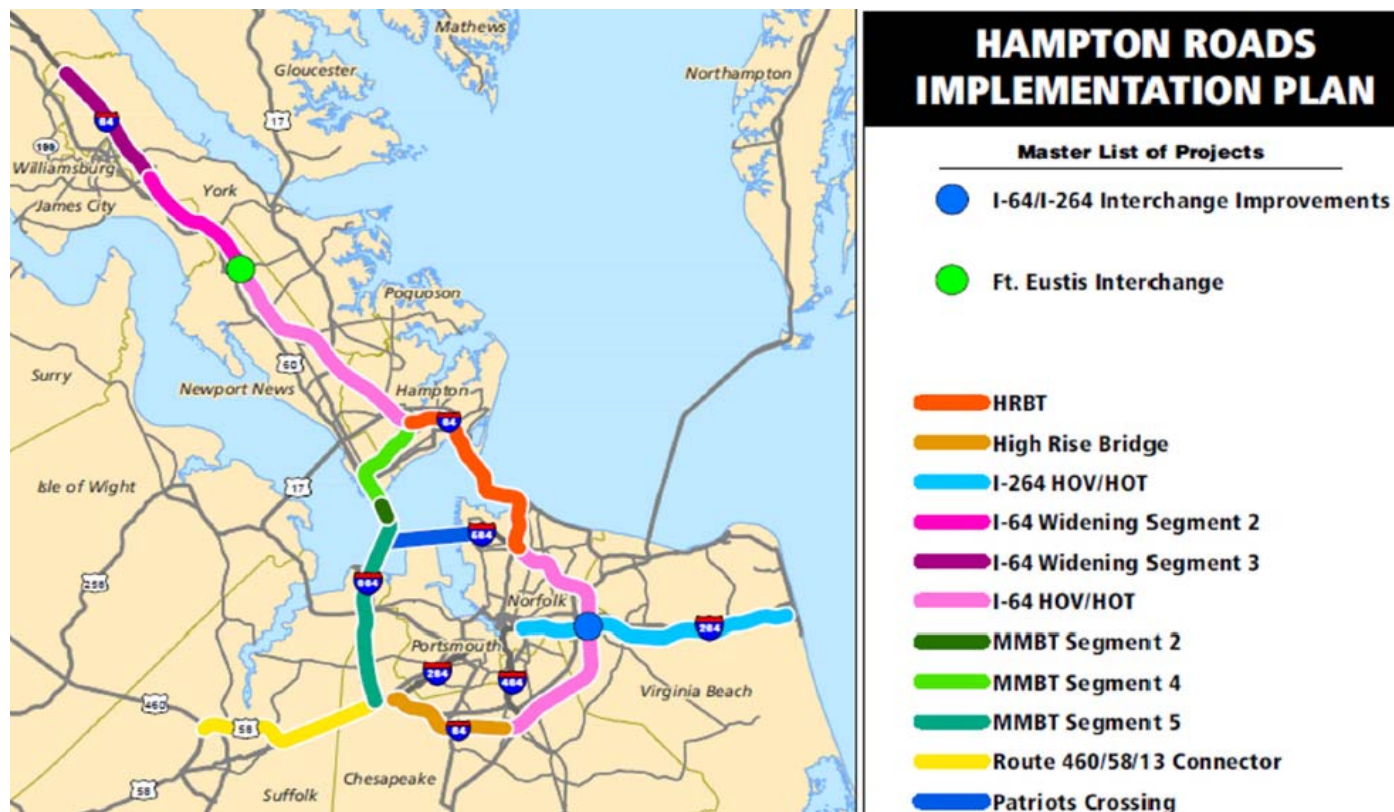 Mathews
Gloucester
Northampton
17
64
199
Williamsburg
York
James City
Poquoson
60
Surry
Newport News
Hampton
64
Isle of Wight
17
564
258
664
Norfolk
264
Portsmouth
264
464
Virginia Beach
460
58
64
Chesapeake
58
Suffolk
HAMPTON ROADS
IMPLEMENTATION PLAN
Master List of Projects
I-64/I-264 Interchange Improvements
Ft. Eustis Interchange
HRBT
High Rise Bridge
I-264 HOV/HOT
I-64 Widening Segment 2
I-64 Widening Segment 3
I-64 HOV/HOT
MMBT Segment 2
MMBT Segment 4
MMBT Segment 5
Route 460/58/13 Connector
Patriots Crossing